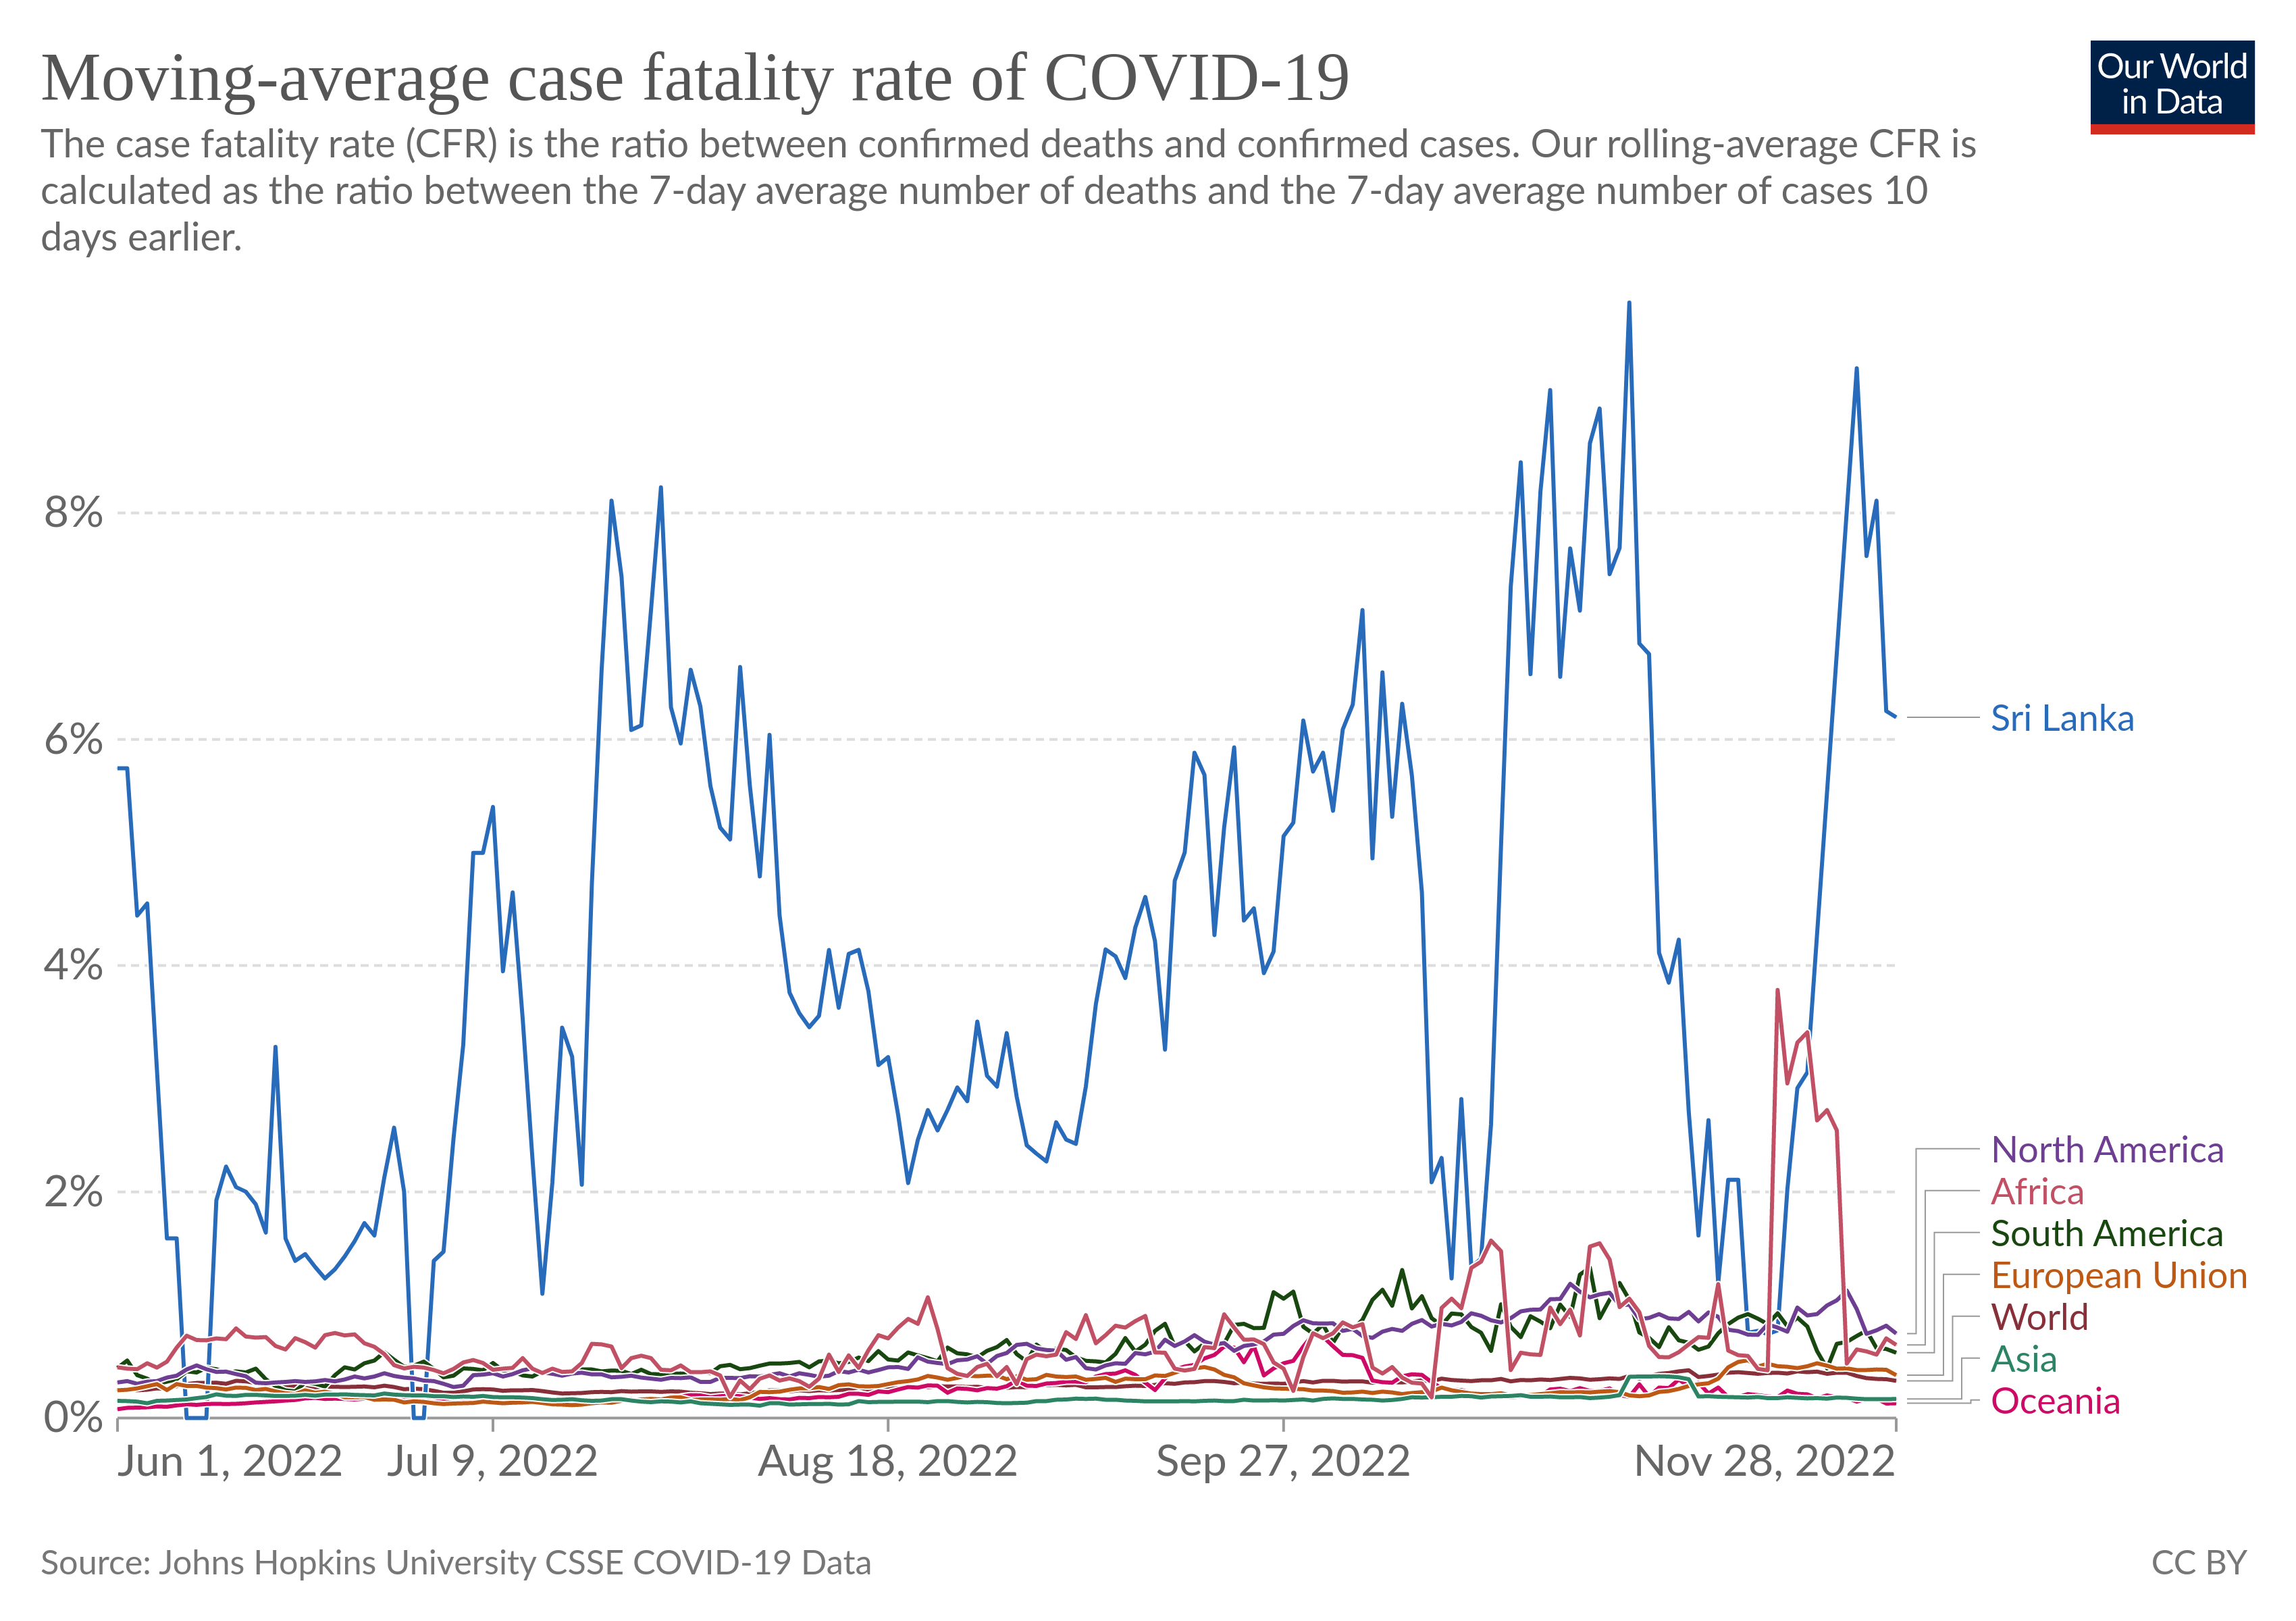 Moving-average case fatality rate of COVID-19
Our World
in Data
The case fatality rate (CFR) is the ratio between confirmed deaths and confirmed cases. Our rolling-average CFR is
calculated as the ratio between the 7-day average number of deaths and the 7-day average number of cases 10
days earlier.
8%
6%
4%
2%
0%
Sri Lanka
North America
Africa
South America
European Union
World
Asia
Oceania
Jun 1, 2022
Jul 9, 2022
Aug 18, 2022
Sep 27, 2022
Nov 28, 2022
Source: Johns Hopkins University CSSE COVID-19 Data
CC BY